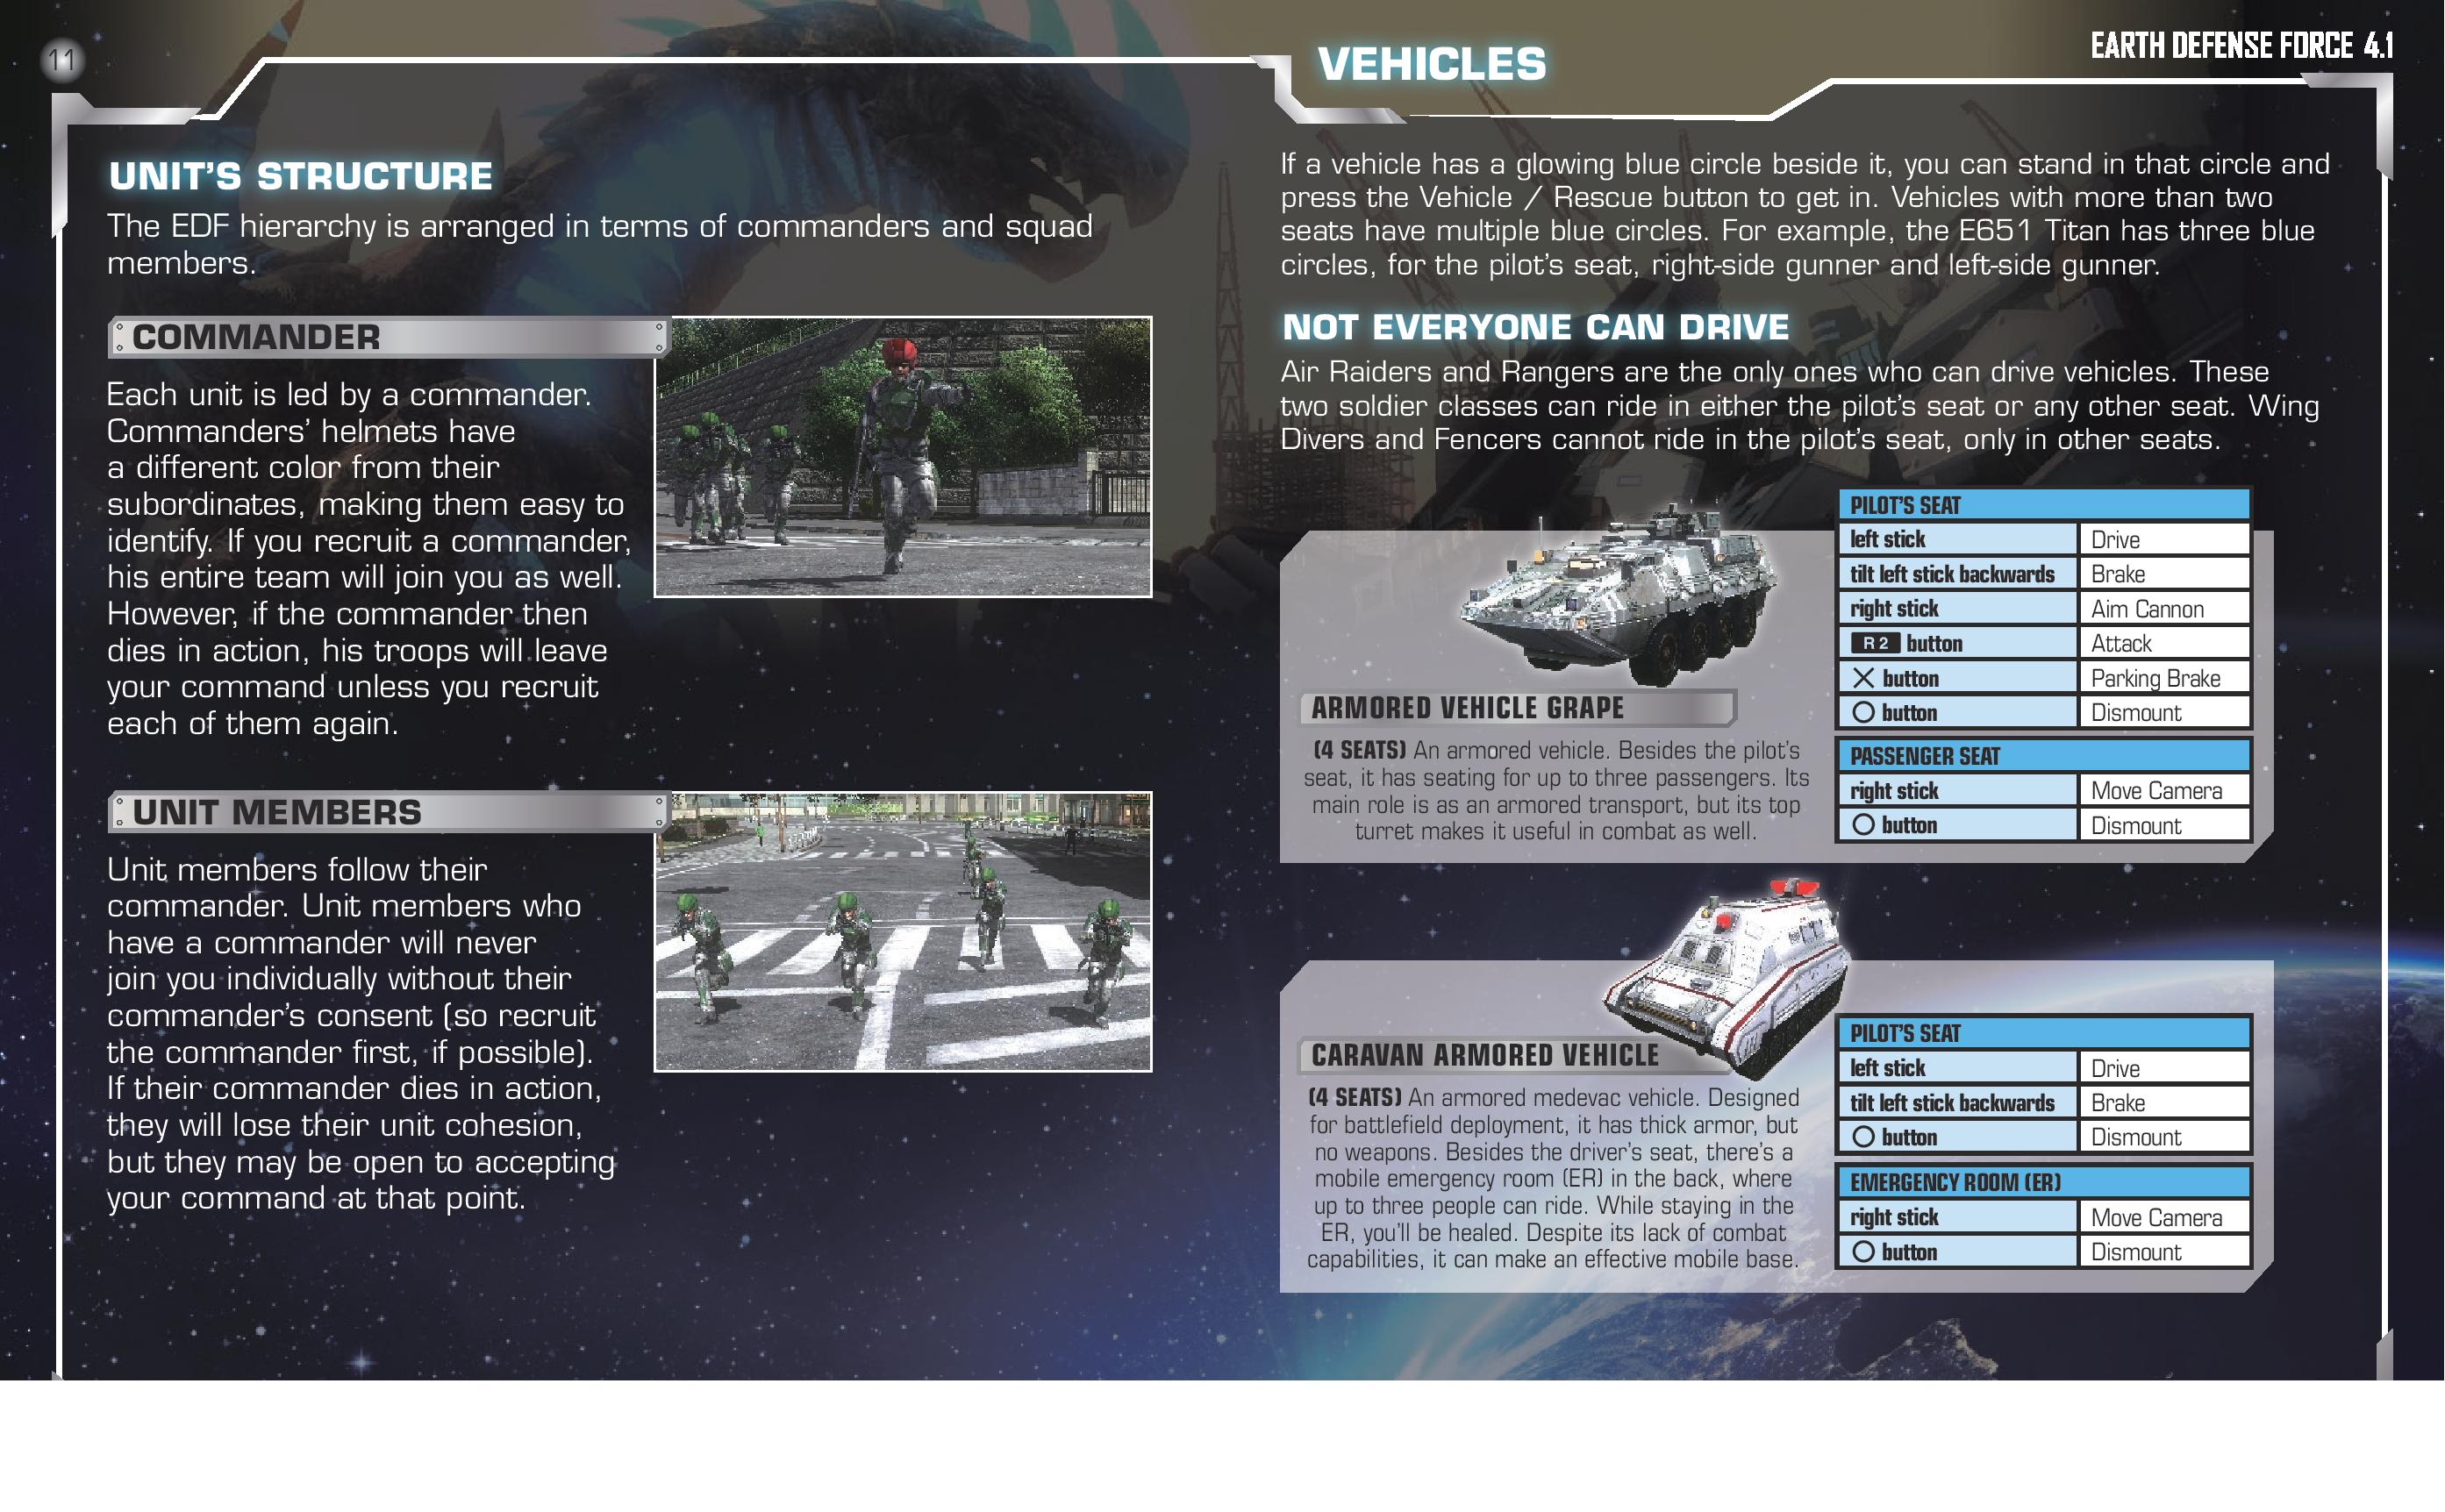 11
UNIT'S STRUCTURE
The EDF hierarchy is arranged in terms of commanders and squad
members.
COMMANDER
Each unit is led by a commander.
Commanders' helmets have
a different color from their
subordinates, making them easy to
identify. If you recruit a commander,
his entire team will join you as well.
However, if the commander then
dies in action, his troops will leave
your command unless you recruit
each of them again.
UNIT MEMBERS
Unit members follow their
commander. Unit members who
have a commander will never
join you individually without their
commander's consent (so recruit
the commander first, if possible).
If their commander dies in action,
they will lose their unit cohesion,
but they may be open to accepting
your command at that point.
VEHICLES
EARTH DEFENSE FORCE 4.1
If a vehicle has a glowing blue circle beside it, you can stand in that circle and
press the Vehicle / Rescue button to get in. Vehicles with more than two
seats have multiple blue circles. For example, the E651 Titan has three blue
circles, for the pilot's seat, right-side gunner and left-side gunner.
NOT EVERYONE CAN DRIVE
Air Raiders and Rangers are the only ones who can drive vehicles. These
two soldier classes can ride in either the pilot's seat or any other seat. Wing
Divers and Fencers cannot ride in the pilot's seat, only in other seats.
ARMORED VEHICLE GRAPE
(4 SEATS) An armored vehicle. Besides the pilot's
seat, it has seating for up to three passengers. Its
main role is as an armored transport, but its top
turret makes it useful in combat as well.
PILOT'S SEAT
left stick Drive
tilt left stick backwards Brake
right stick Aim Cannon
R2 button Attack
✕ button Parking Brake
○ button Dismount
PASSENGER SEAT
right stick Move Camera
○ button Dismount
CARAVAN ARMORED VEHICLE
(4 SEATS) An armored medevac vehicle. Designed
for battlefield deployment, it has thick armor, but
no weapons. Besides the driver's seat, there's a
mobile emergency room (ER) in the back, where
up to three people can ride. While staying in the
ER, you'll be healed. Despite its lack of combat
capabilities, it can make an effective mobile base.
PILOT'S SEAT
left stick Drive
tilt left stick backwards Brake
○ button Dismount
EMERGENCY ROOM (ER)
right stick Move Camera
○ button Dismount